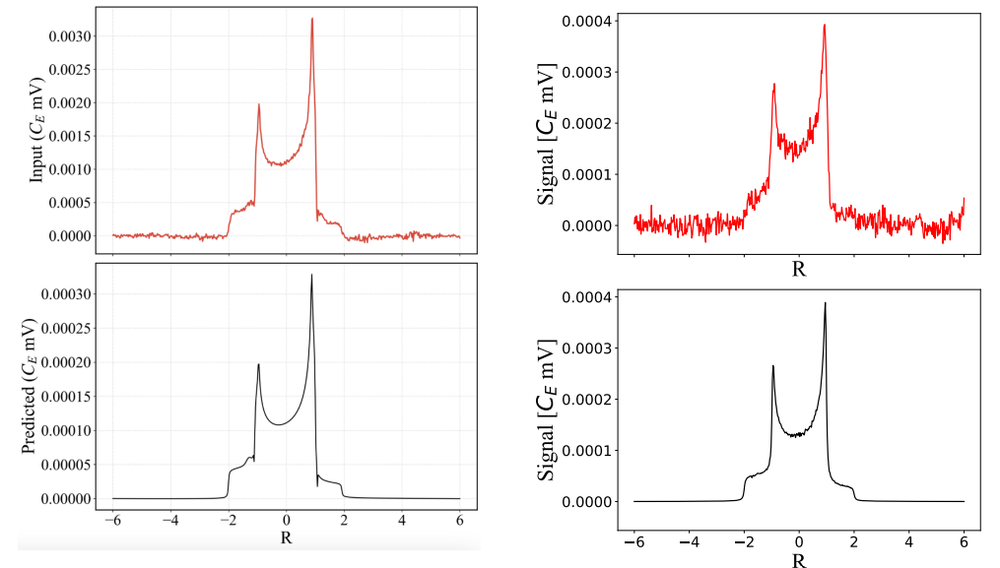 Input (C_E mV)
0.0030
0.0025
0.0020
0.0015
0.0010
0.0005
0.0000
Predicted (C_E mV)
0.00030
0.00025
0.00020
0.00015
0.00010
0.00005
0.00000
−6 −4 −2 0 2 4 6
R
Signal [C_E mV]
0.0004
0.0003
0.0002
0.0001
0.0000
R
Signal [C_E mV]
0.0004
0.0003
0.0002
0.0001
0.0000
−6 −4 −2 0 2 4 6
R